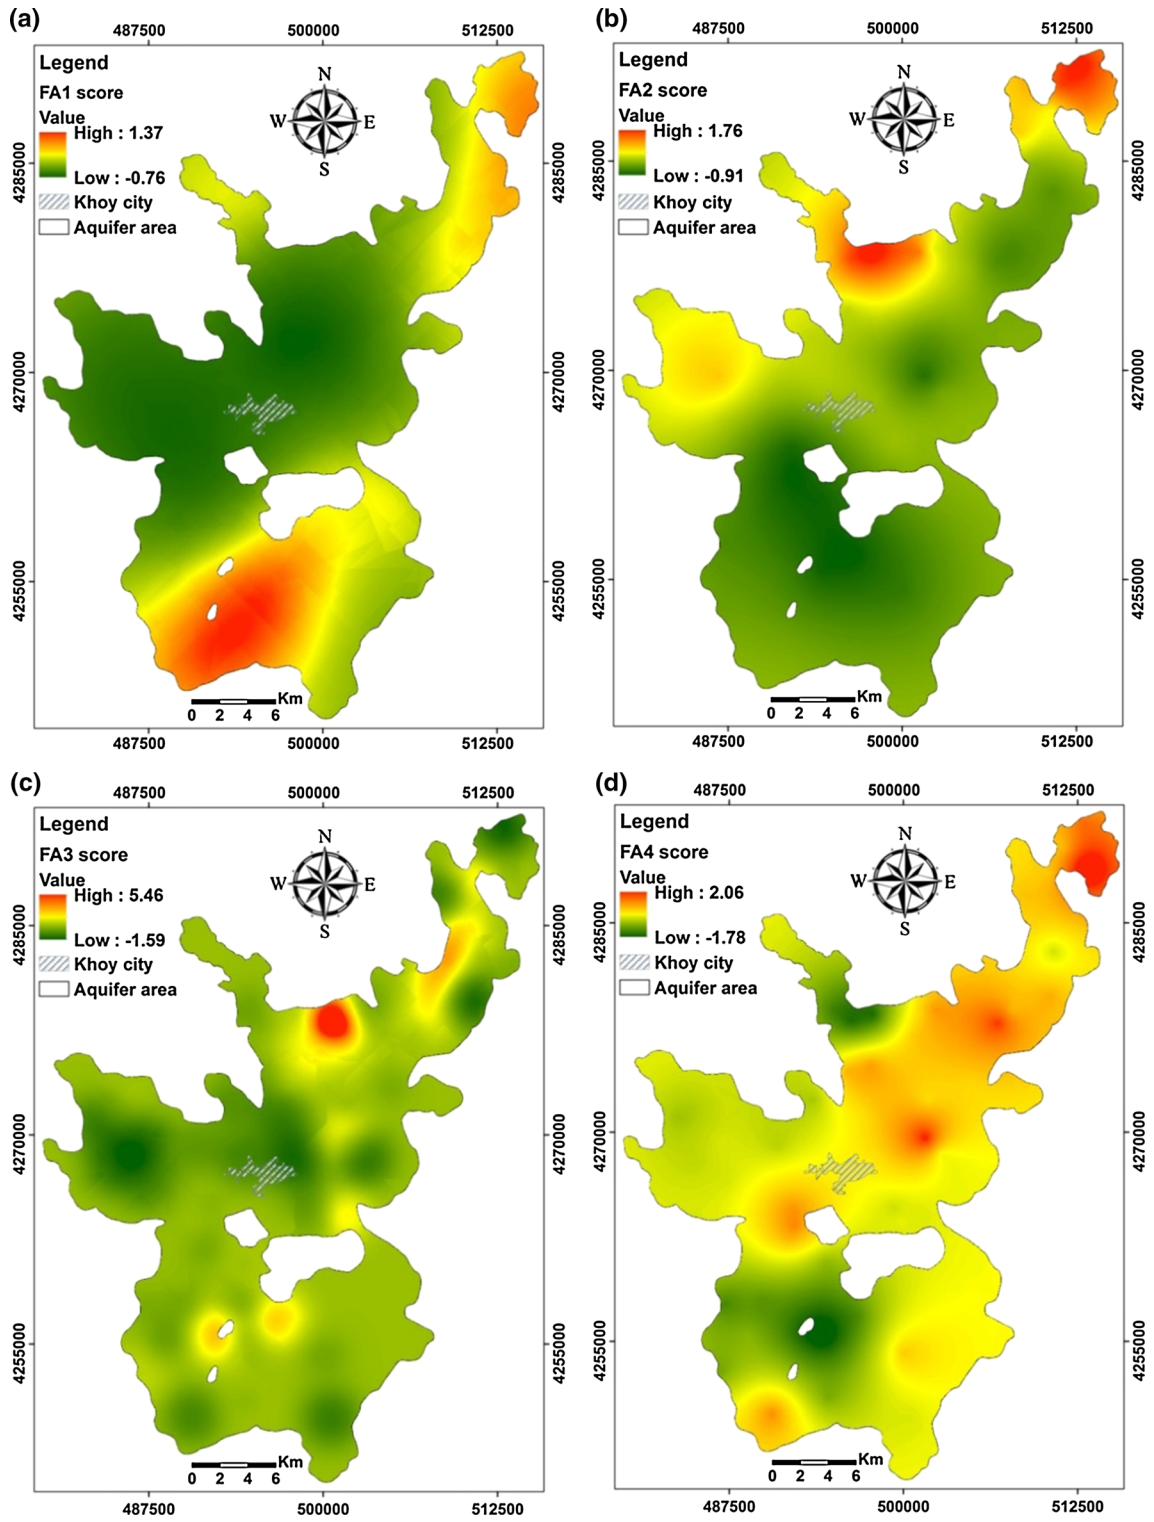 (a)
487500 500000 512500
Legend
FA1 score
Value
High : 1.37
Low : -0.76
Khoy city
Aquifer area
N
W E
S
4285000 4285000
4270000 4270000
4255000 4255000
Km
0 2 4 6
487500 500000 512500
(b)
487500 500000 512500
Legend
FA2 score
Value
High : 1.76
Low : -0.91
Khoy city
Aquifer area
N
W E
S
4285000 4285000
4270000 4270000
4255000 4255000
Km
0 2 4 6
487500 500000 512500
(c)
487500 500000 512500
Legend
FA3 score
Value
High : 5.46
Low : -1.59
Khoy city
Aquifer area
N
W E
S
4285000 4285000
4270000 4270000
4255000 4255000
Km
0 2 4 6
487500 500000 512500
(d)
487500 500000 512500
Legend
FA4 score
Value
High : 2.06
Low : -1.78
Khoy city
Aquifer area
N
W E
S
4285000 4285000
4270000 4270000
4255000 4255000
Km
0 2 4 6
487500 500000 512500